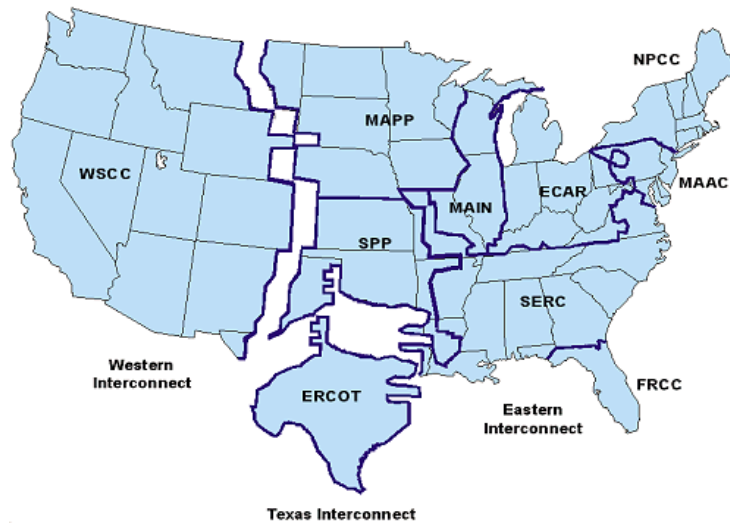 NPCC
MAPP
WSCC
ECAR
MAAC
MAIN
SPP
SERC
Western
Interconnect
ERCOT
FRCC
Eastern
Interconnect
Texas Interconnect